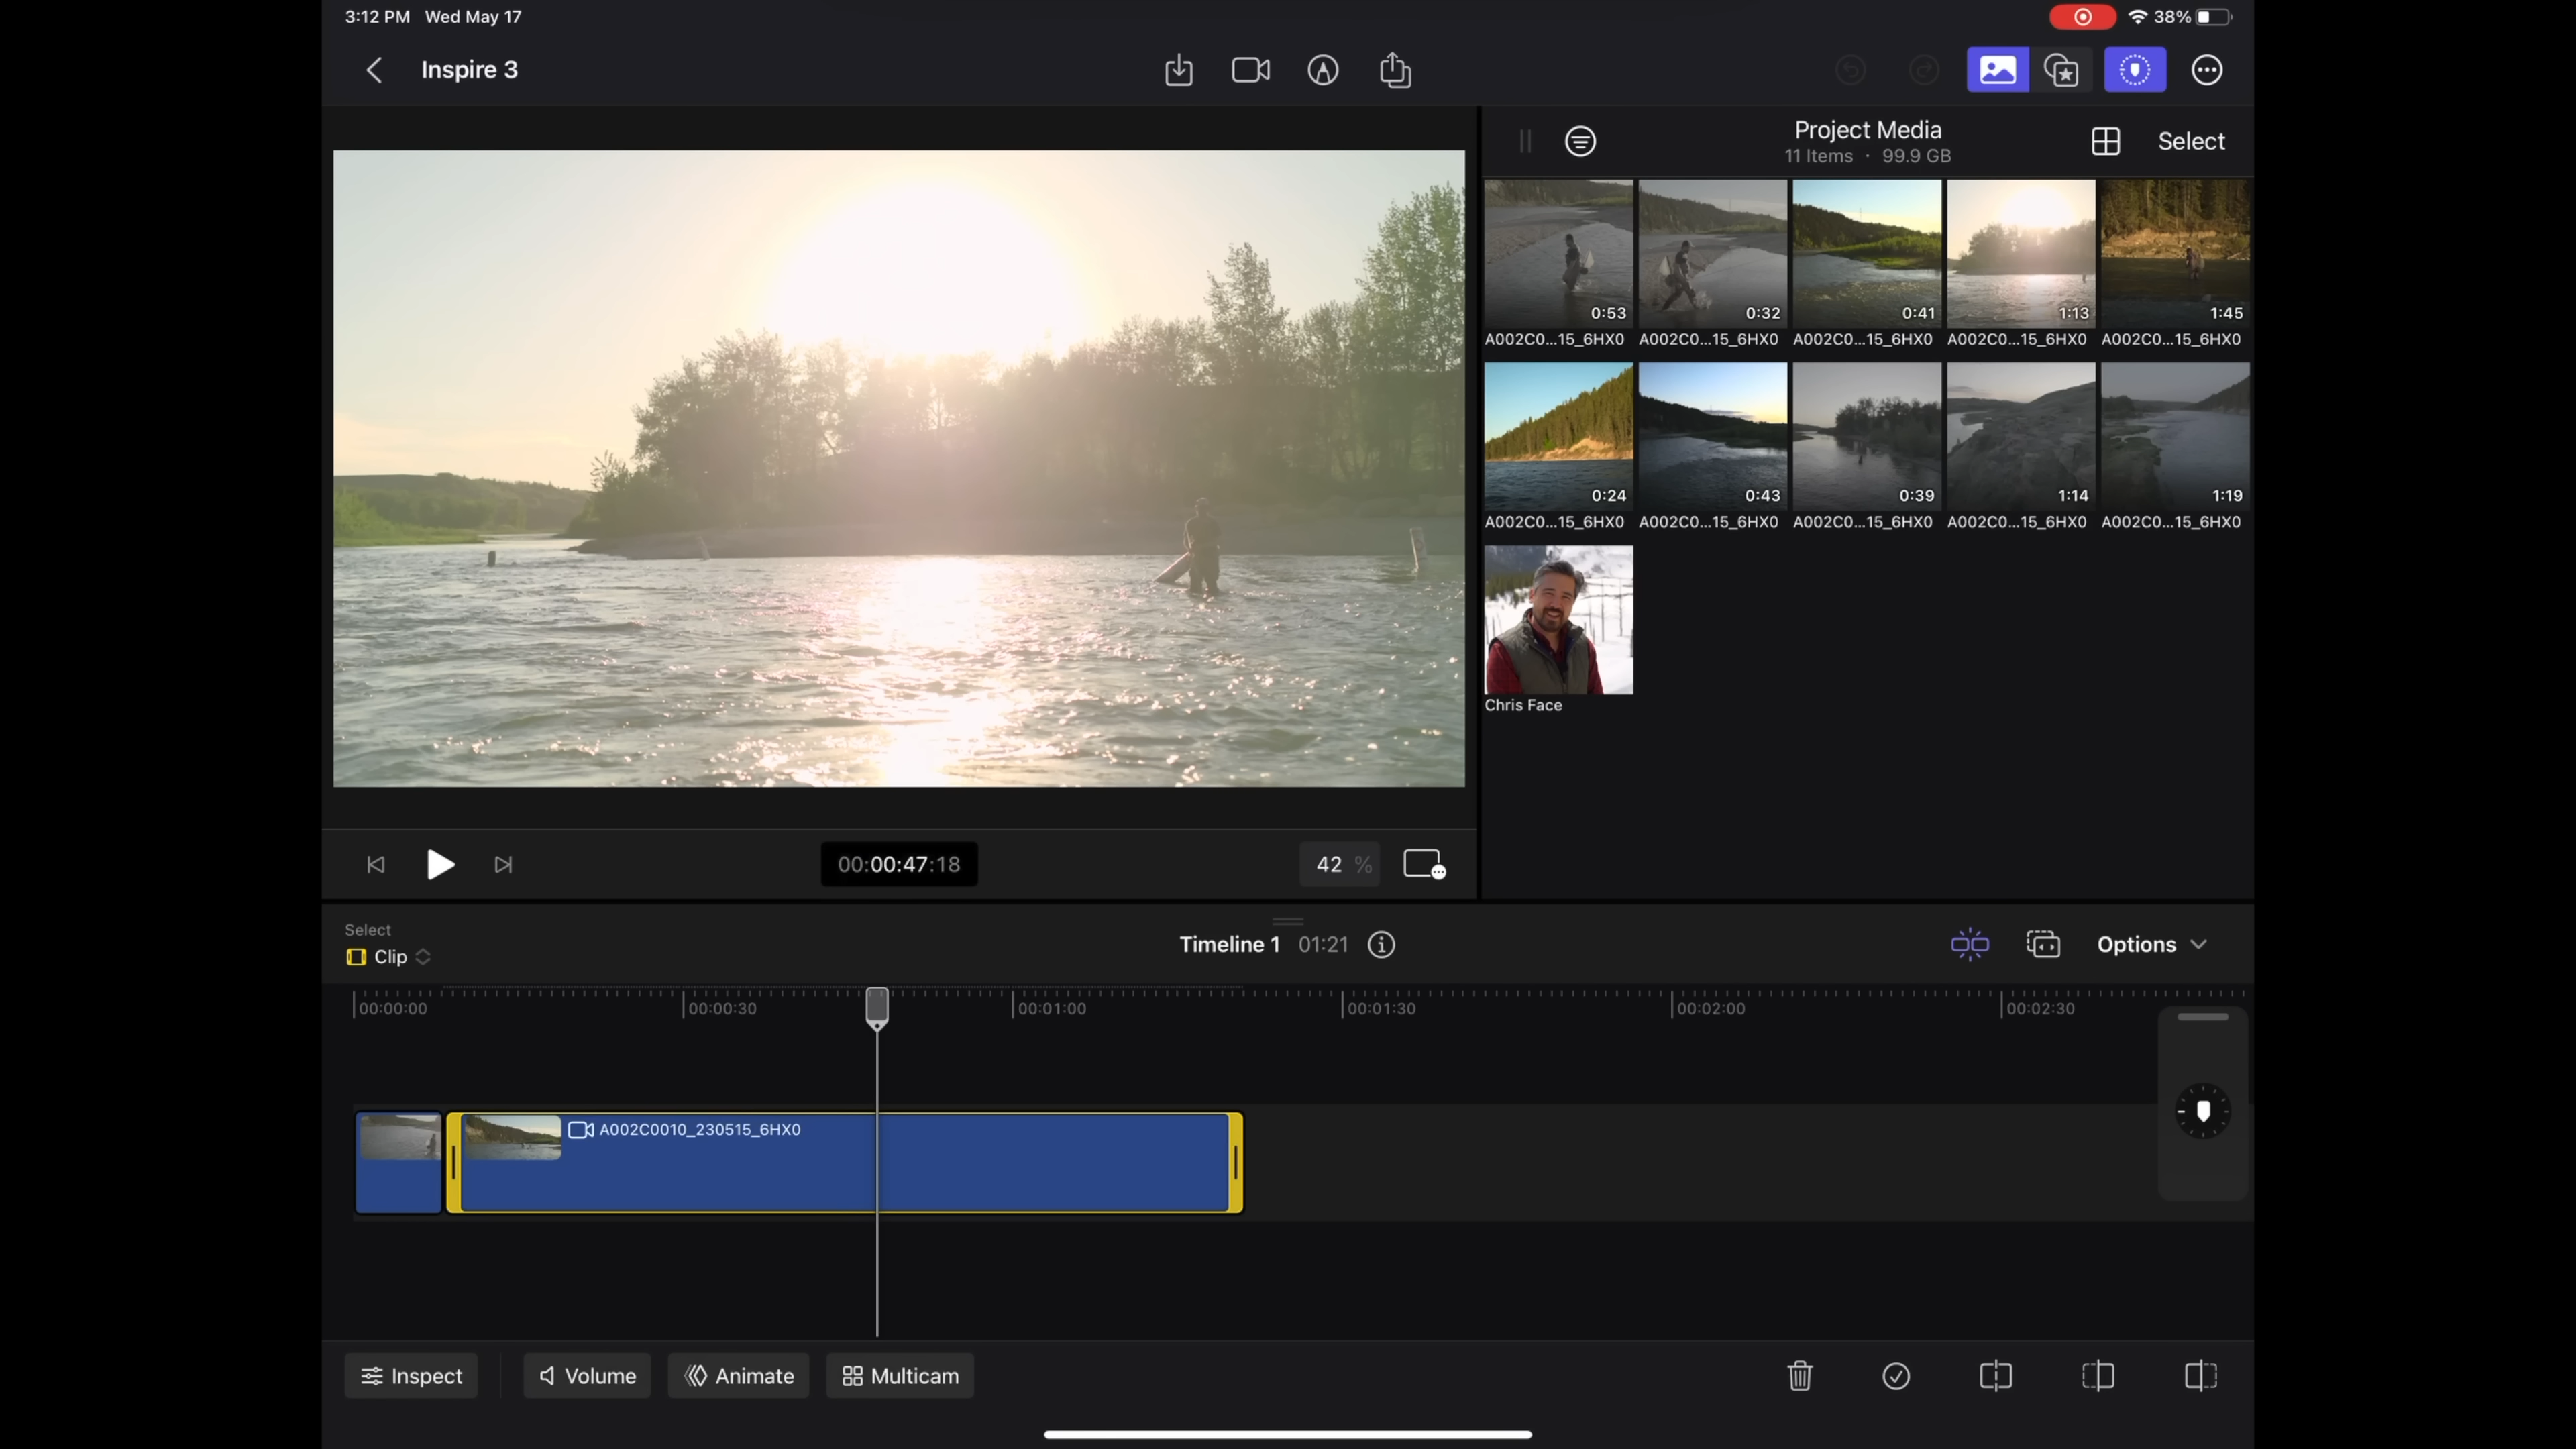 3:12 PM Wed May 17
38%
Inspire 3
Project Media
11 Items · 99.9 GB
Select
0:53
0:32
0:41
1:13
1:45
A002C0...15_6HX0
A002C0...15_6HX0
A002C0...15_6HX0
A002C0...15_6HX0
A002C0...15_6HX0
0:24
0:43
0:39
1:14
1:19
A002C0...15_6HX0
A002C0...15_6HX0
A002C0...15_6HX0
A002C0...15_6HX0
A002C0...15_6HX0
Chris Face
00:00:47:18
42 %
Select
Clip
Timeline 1 01:21
Options
00:00:00
00:00:30
00:01:00
00:01:30
00:02:00
00:02:30
A002C0010_230515_6HX0
Inspect
Volume
Animate
Multicam